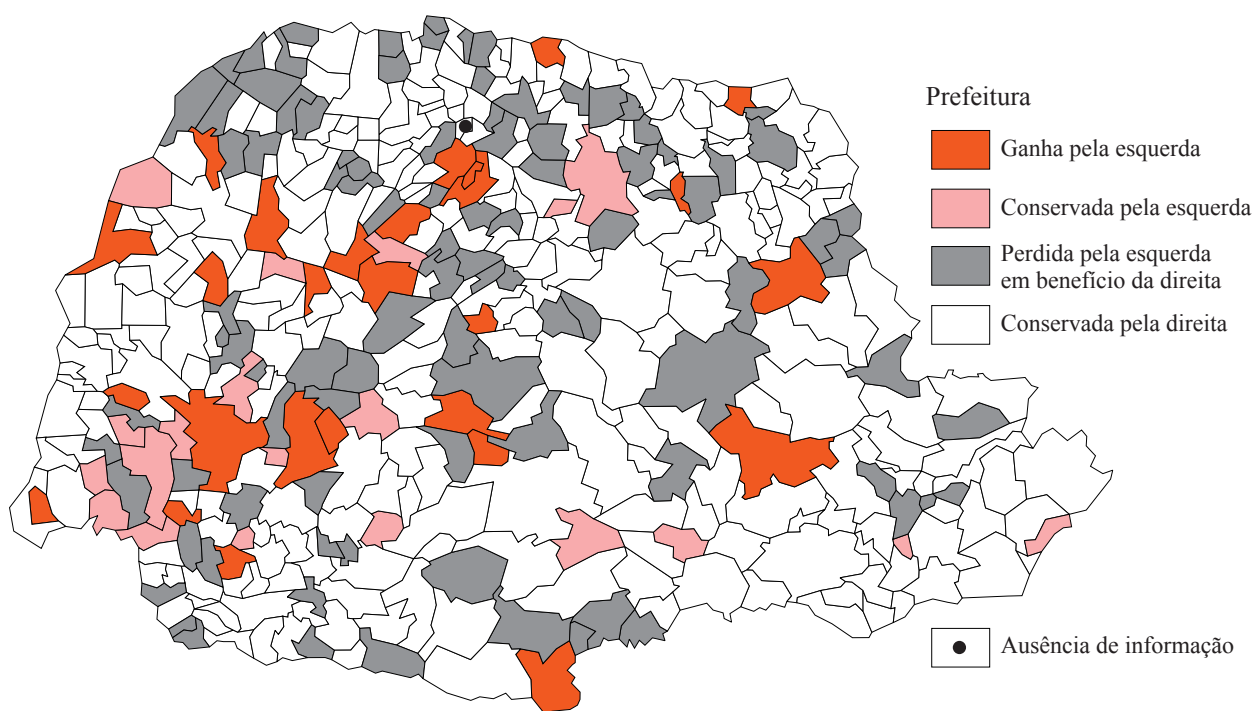 Prefeitura
Ganha pela esquerda
Conservada pela esquerda
Perdida pela esquerda
em benefício da direita
Conservada pela direita
Ausência de informação